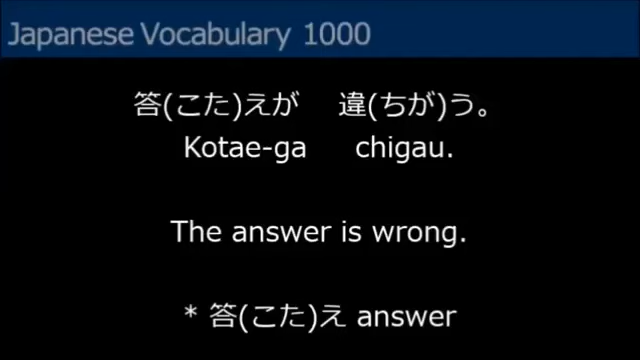 Japanese Vocabulary 1000
答(こた)えが 違(ちが)う。
Kotae-ga chigau.
The answer is wrong.
* 答(こた)え answer